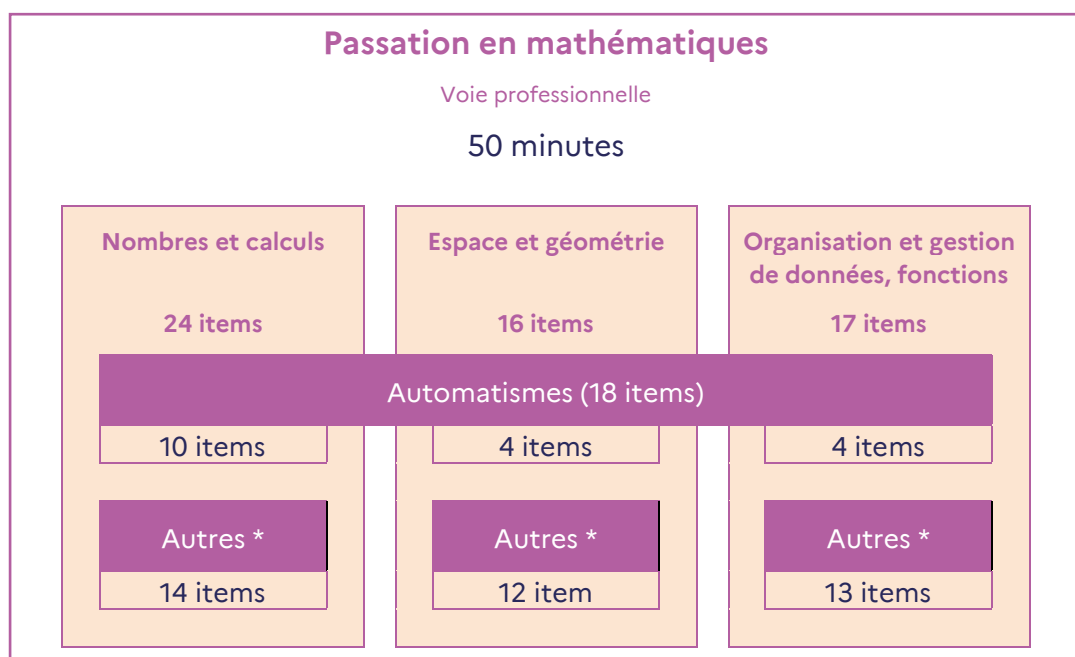 Passation en mathématiques
Voie professionnelle
50 minutes
Nombres et calculs
24 items
Espace et géométrie
16 items
Organisation et gestion
de données, fonctions
17 items
Automatismes (18 items)
10 items
4 items
4 items
Autres *
14 items
Autres *
12 item
Autres *
13 items